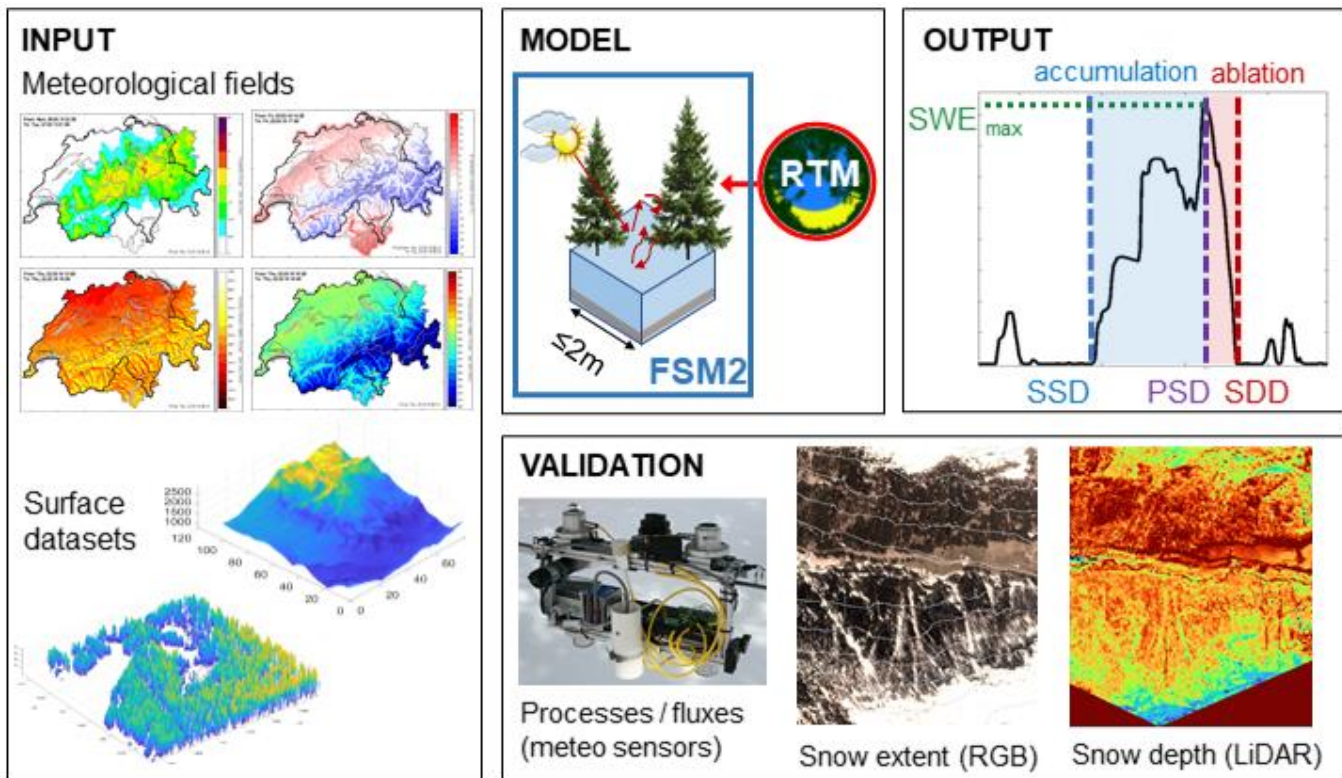 INPUT
Meteorological fields
Surface
datasets
2500
2000
1500
1000
120
100
80
60
40
20
0
0
20
40
60
MODEL
RTM
≤2m
FSM2
OUTPUT
accumulation ablation
SWE max
SSD PSD SDD
VALIDATION
Processes / fluxes
(meteo sensors)
Snow extent (RGB)
Snow depth (LiDAR)